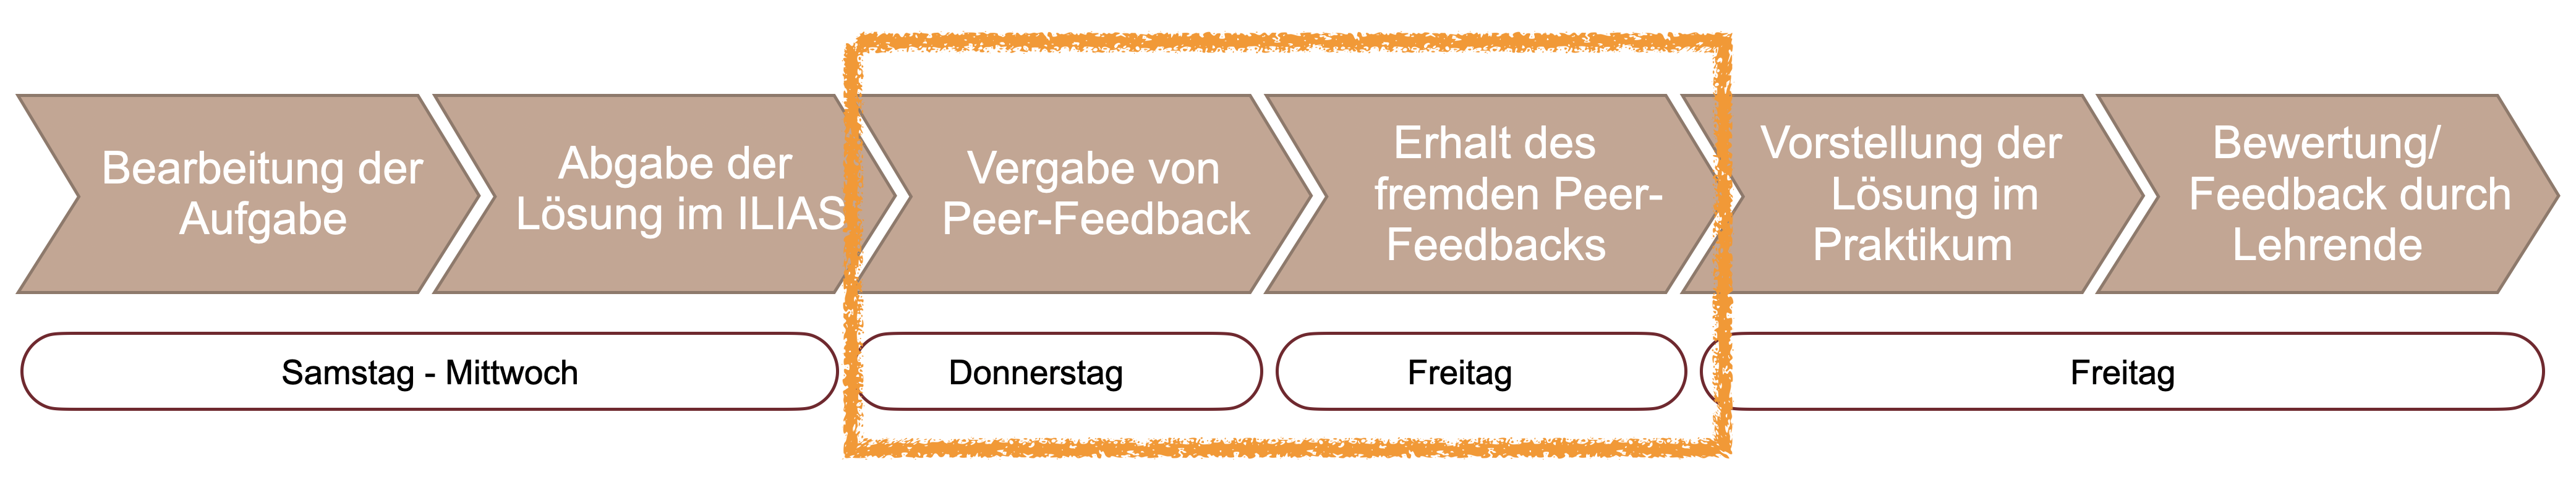 Bearbeitung der
Aufgabe
Abgabe der
Lösung im ILIAS
Vergabe von
Peer-Feedback
Erhalt des
fremden Peer-
Feedbacks
Vorstellung der
Lösung im
Praktikum
Bewertung/
Feedback durch
Lehrende
Samstag - Mittwoch
Donnerstag
Freitag
Freitag